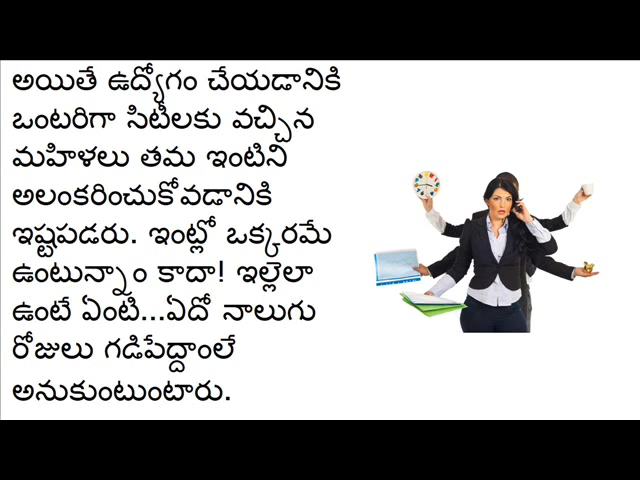 అయితే ఉద్యోగం చేయడానికి
ఒంటరిగా సిటీలకు వచ్చిన
మహిళలు తమ ఇంటిని
అలంకరించుకోవడానికి
ఇష్టపడరు. ఇంట్లో ఒక్కరమే
ఉంటున్నాం కాదా! ఇల్లెలా
ఉంటే ఏంటి...ఏదో నాలుగు
రోజులు గడిపేద్దాంలే
అనుకుంటుంటారు.